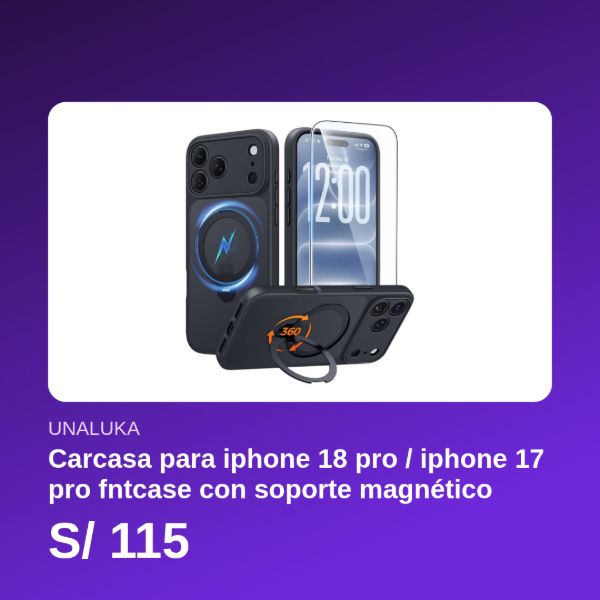 12:00
360
UNALUKA
Carcasa para iphone 18 pro / iphone 17
pro fntcase con soporte magnético
S/ 115